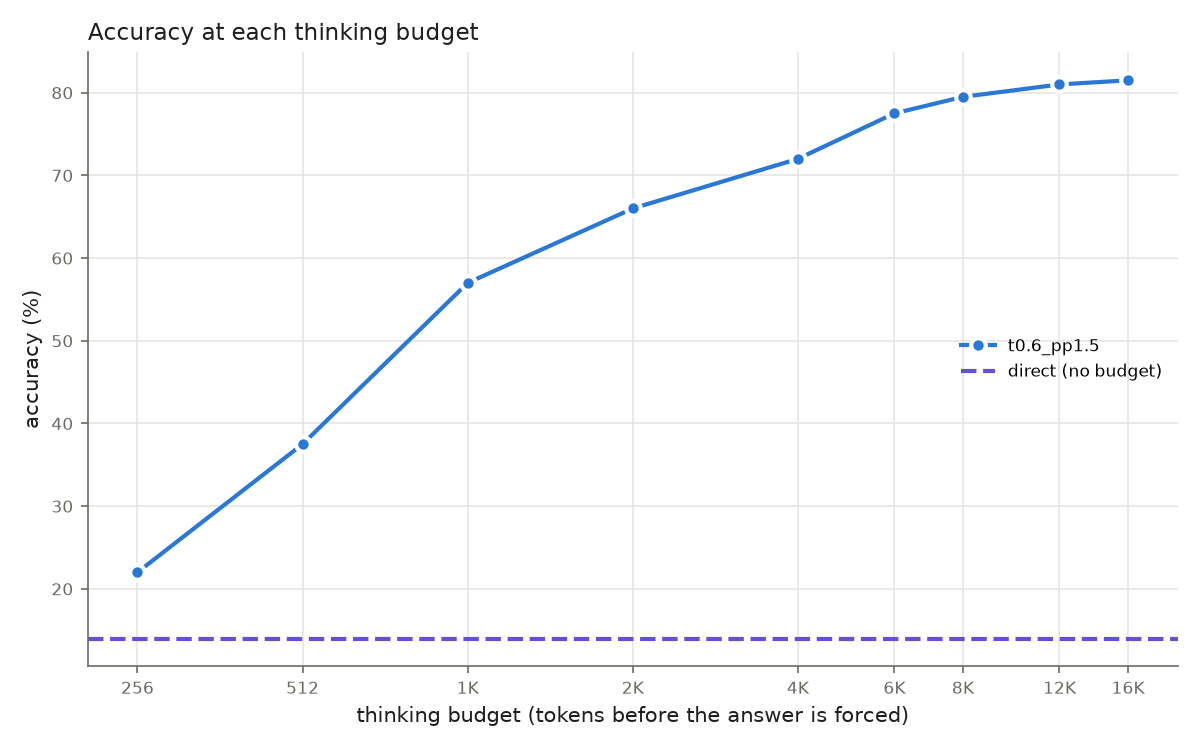 Accuracy at each thinking budget
accuracy (%)
80
70
60
50
40
30
20
t0.6_pp1.5
direct (no budget)
256 512 1K 2K 4K 6K 8K 12K 16K
thinking budget (tokens before the answer is forced)